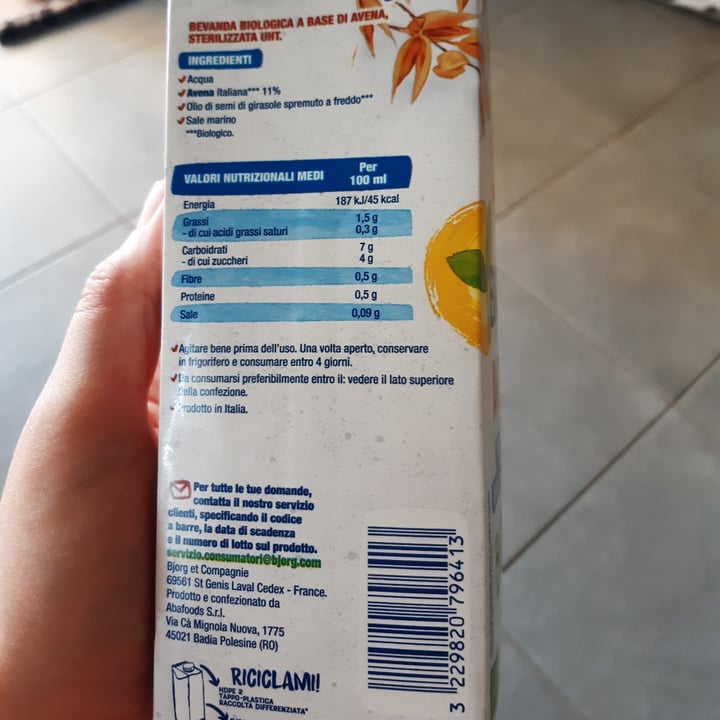 BEVANDA BIOLOGICA A BASE DI AVENA,
STERILIZZATA UHT.
INGREDIENTI
Acqua
Avena italiana*** 11%
Olio di semi di girasole spremuto a freddo***
Sale marino
***Biologico.
VALORI NUTRIZIONALI MEDI Per 100 ml
Energia 187 kJ/45 kcal
Grassi 1,5 g
- di cui acidi grassi saturi 0,3 g
Carboidrati 7 g
- di cui zuccheri 4 g
Fibre 0,5 g
Proteine 0,5 g
Sale 0,09 g
Agitare bene prima dell'uso. Una volta aperto, conservare
in frigorifero e consumare entro 4 giorni.
Da consumarsi preferibilmente entro il: vedere il lato superiore
della confezione.
Prodotto in Italia.
Per tutte le tue domande,
contatta il nostro servizio
clienti, specificando il codice
a barre, la data di scadenza
e il numero di lotto sul prodotto.
servizio.consumatori@bjorg.com
Bjorg et Compagnie
69561 St Genis Laval Cedex - France.
Prodotto e confezionato da
Abafoods S.r.l.
Via Cà Mignola Nuova, 1775
45021 Badia Polesine (RO)
RICICLAMI!
HDPE 2
TAPPO-PLASTICA
RACCOLTA DIFFERENZIATA*
3 229820 796413